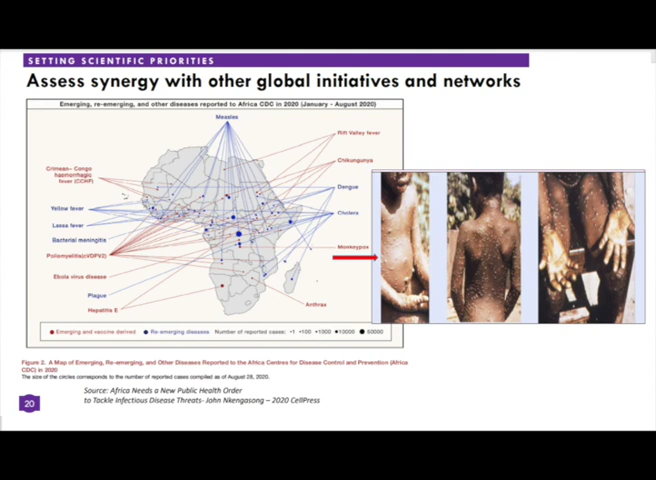 SETTING SCIENTIFIC PRIORITIES
Assess synergy with other global initiatives and networks
Emerging, re-emerging, and other diseases reported to Africa CDC in 2020 (January - August 2020)
Measles
Rift Valley fever
Chikungunya
Crimean- Congo
haemorrhagic
fever (CCHF)
Dengue
Yellow fever
Cholera
Lassa fever
Bacterial meningitis
Monkeypox
Poliomyelitis(cVDPV2)
Ebola virus disease
Plague
Anthrax
Hepatitis E
Emerging and vaccine derived Re-emerging diseases Number of reported cases: 1 100 1000 10000 50000
Figure 2. A Map of Emerging, Re-emerging, and Other Diseases Reported to the Africa Centres for Disease Control and Prevention (Africa
CDC) in 2020
The size of the circles corresponds to the number of reported cases compiled as of August 28, 2020.
Source: Africa Needs a New Public Health Order
to Tackle Infectious Disease Threats- John Nkengasong – 2020 CellPress
20